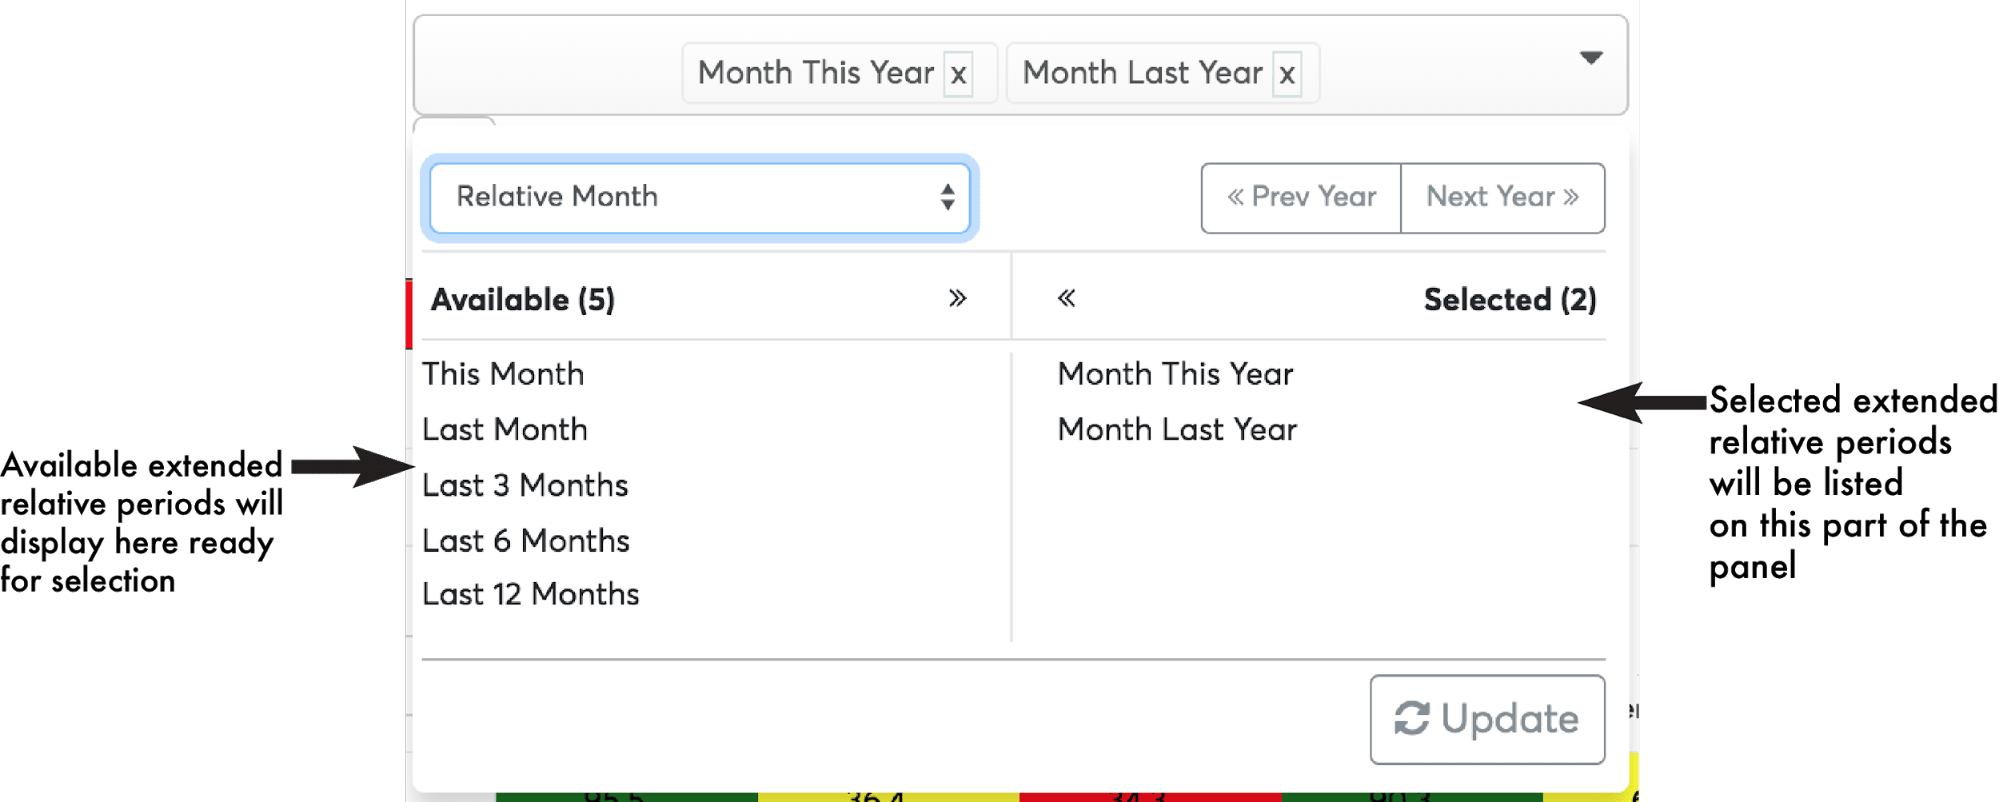 Month This Year x Month Last Year x
Relative Month
« Prev Year Next Year »
Available (5) » « Selected (2)
This Month
Last Month
Last 3 Months
Last 6 Months
Last 12 Months
Month This Year
Month Last Year
Update
Available extended
relative periods will
display here ready
for selection
Selected extended
relative periods
will be listed
on this part of the
panel